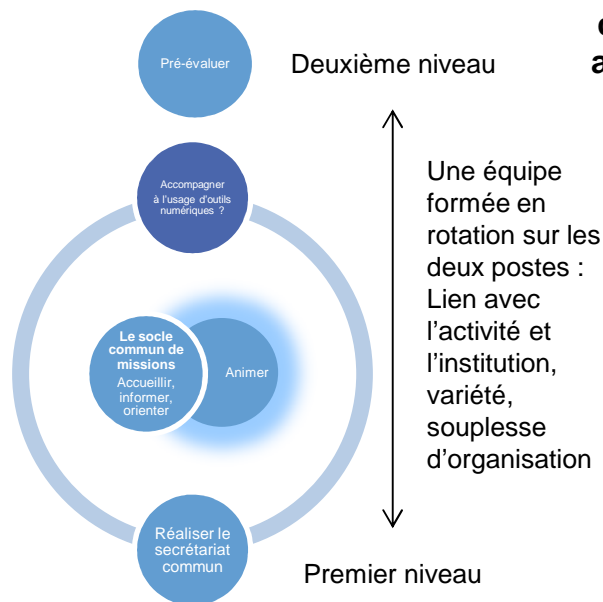 Pré-évaluer
Deuxième niveau
Accompagner
à l'usage d'outils
numériques ?
Une équipe
formée en
rotation sur les
deux postes :
Lien avec
l'activité et
l'institution,
variété,
souplesse
d'organisation
Le socle
commun de
missions
Accueillir,
informer,
orienter
Animer
Réaliser le
secrétariat
commun
Premier niveau